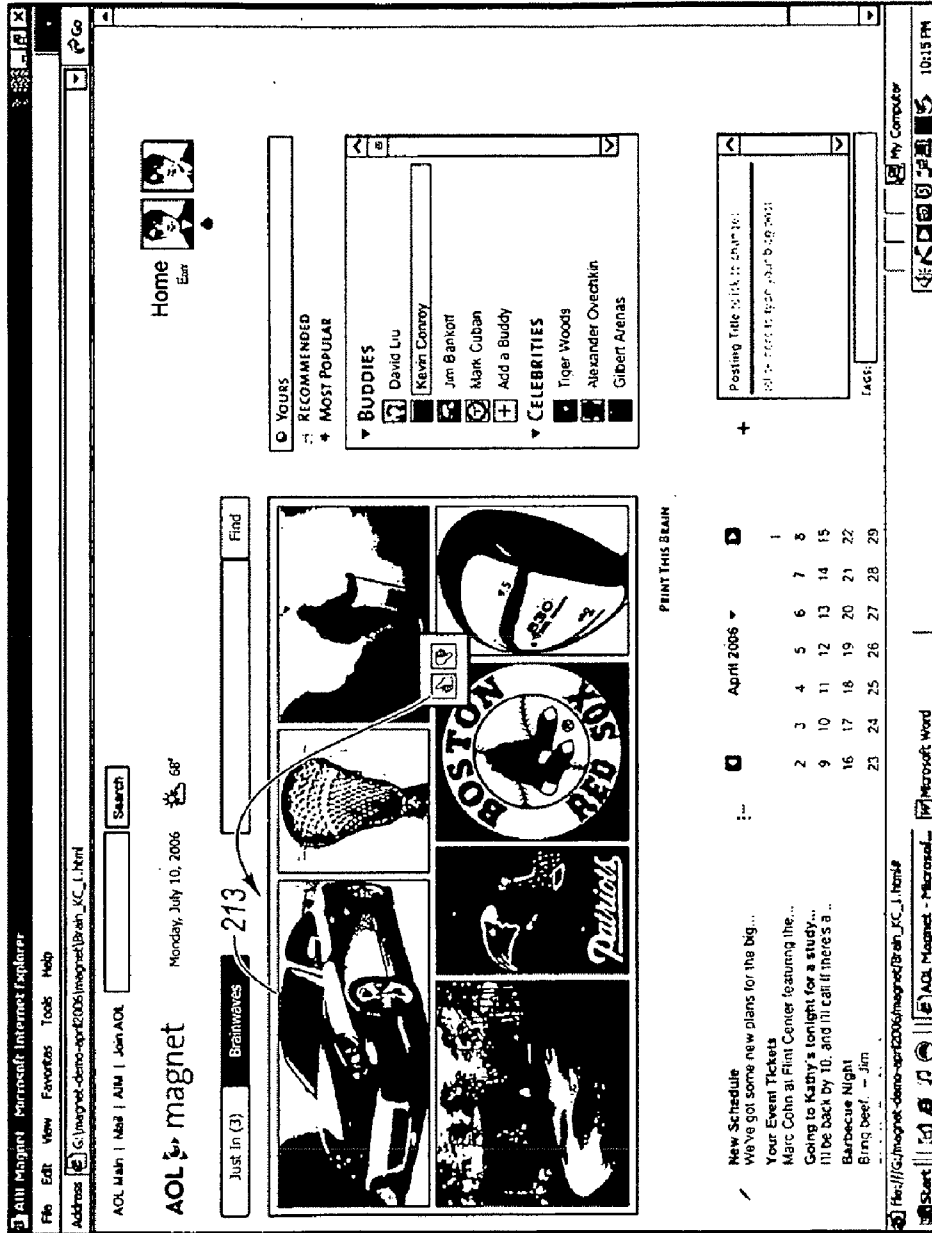 AOL Magnet Microsoft Internet Explorer
File Edit View Favorites Tools Help
Address G:\magnet-demo-april2006\magnet\Brain_KC_1.html Go
AOL Main | Mail | AIM | Join AOL Search
AOL magnet Monday, July 10, 2006 68°
Home
Edit
Just In (3) Brainwaves Find
213
BOSTON
RED SOX
®
Patriots
7.5
PRINT THIS BRAIN
YOURS
RECOMMENDED
MOST POPULAR
BUDDIES
David Liu
Kevin Conroy
Jim Bankoff
Mark Cuban
Add a Buddy
CELEBRITIES
Tiger Woods
Alexander Ovechkin
Gilbert Arenas
New Schedule
We've got some new plans for the big...
Your Event Tickets
Marc Cohn at Flint Center featuring the...
Going to Kathy's tonight for a study...
I'll be back by 10, and I'll call if there's a ..
Barbecue Night
Bring beef. – Jim
April 2006
1
2 3 4 5 6 7 8
9 10 11 12 13 14 15
16 17 18 19 20 21 22
23 24 25 26 27 28 29
+
Posting Title (click to change)
TAGS:
file:///G:/magnet-demo-april2006/magnet/Brain_KC_1.html# My Computer
Start AOL Magnet - Microsof... Microsoft Word 10:15 PM